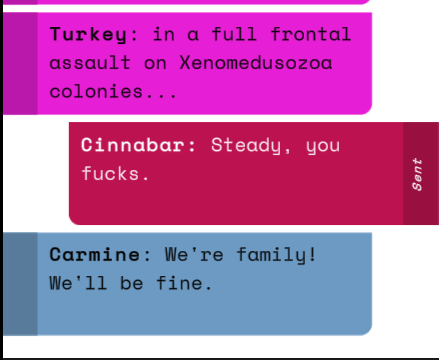 Turkey: in a full frontal
assault on Xenomedusozoa
colonies...
Cinnabar: Steady, you
fucks.
Sent
Carmine: We're family!
We'll be fine.